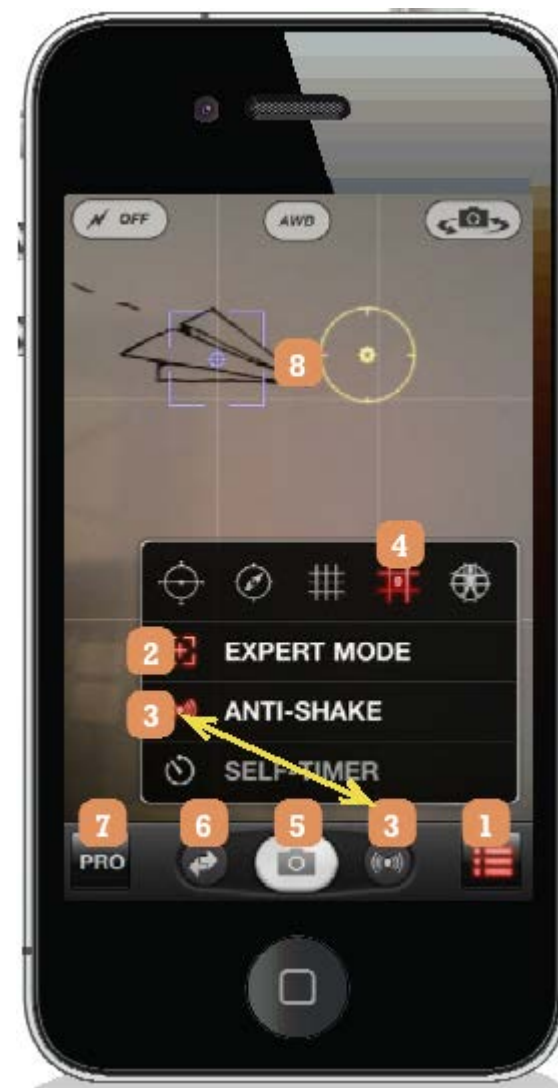 OFF
AWB
8
4
2 EXPERT MODE
3 ANTI-SHAKE
SELF-TIMER
7 6 5 3 1
PRO